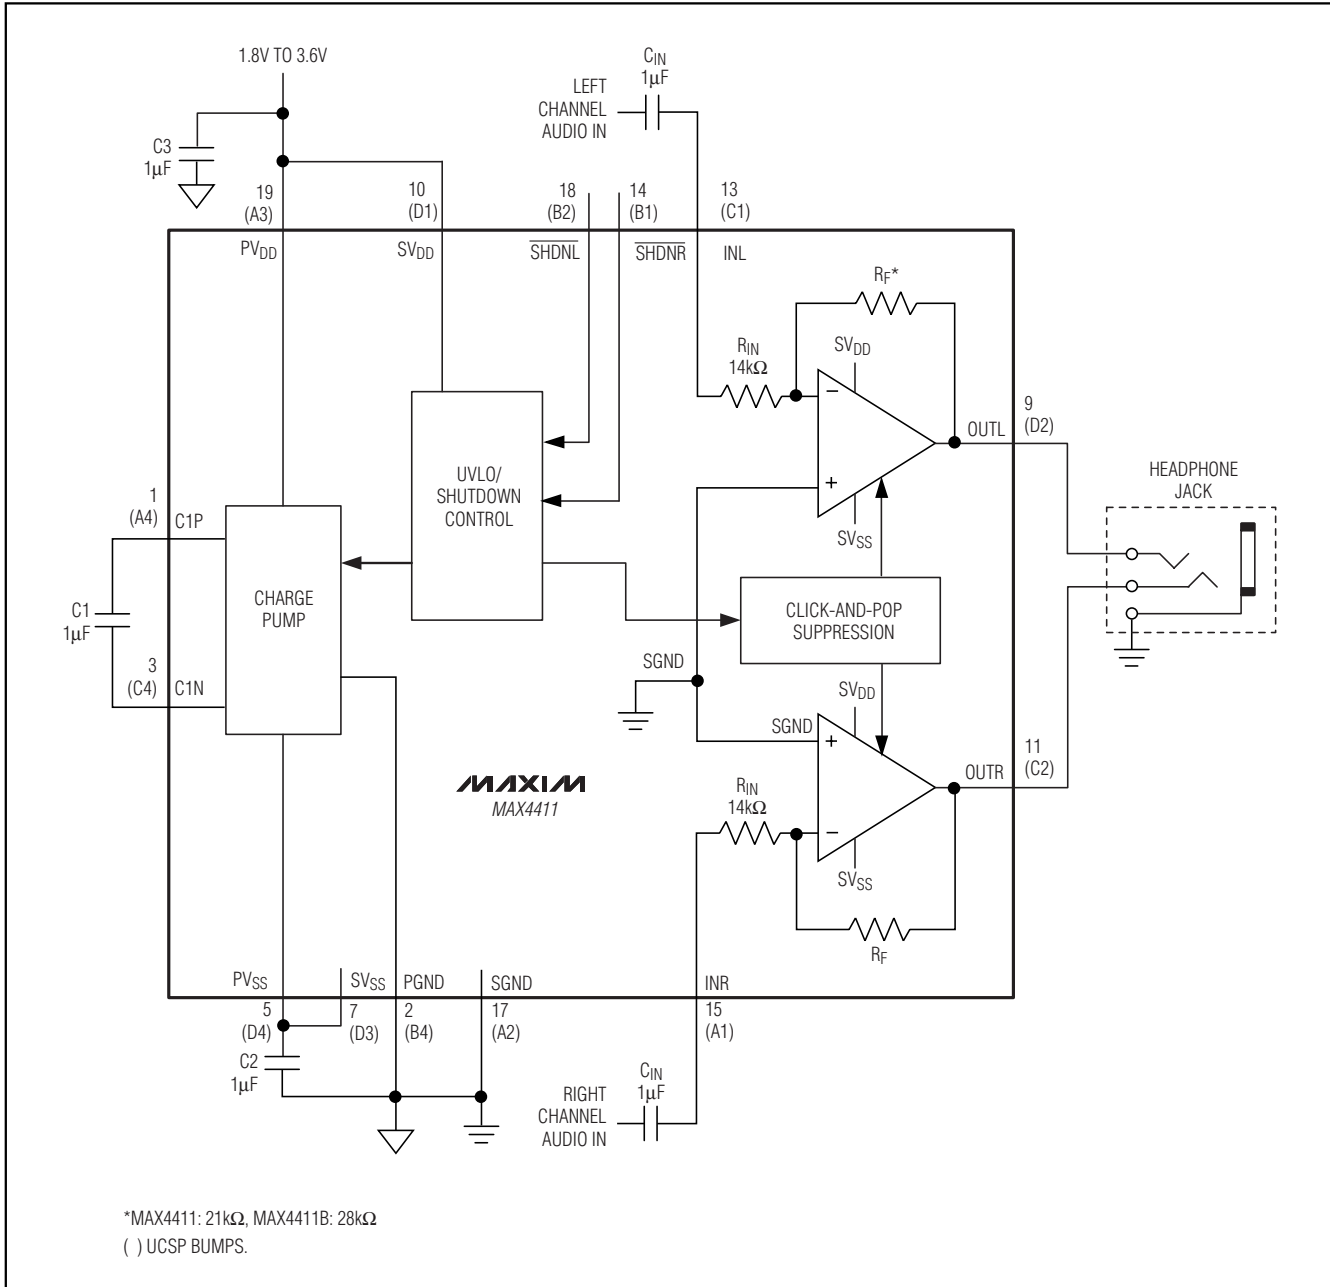 1.8V TO 3.6V
C3
1µF
LEFT
CHANNEL
AUDIO IN
CIN
1µF
19
(A3)
10
(D1)
18
(B2)
14
(B1)
13
(C1)
PVDD
SVDD
SHDNL
SHDNR
INL
RF*
RIN
14kΩ
SVDD
−
+
SVSS
OUTL
9
(D2)
HEADPHONE
JACK
UVLO/
SHUTDOWN
CONTROL
1
(A4)
C1P
CHARGE
PUMP
C1
1µF
3
(C4)
C1N
CLICK-AND-POP
SUPPRESSION
SGND
SVDD
SGND
+
−
OUTR
11
(C2)
MAXIM
MAX4411
RIN
14kΩ
SVSS
RF
PVSS
SVSS
PGND
SGND
INR
5
(D4)
7
(D3)
2
(B4)
17
(A2)
15
(A1)
C2
1µF
RIGHT
CHANNEL
AUDIO IN
CIN
1µF
*MAX4411: 21kΩ, MAX4411B: 28kΩ
( ) UCSP BUMPS.